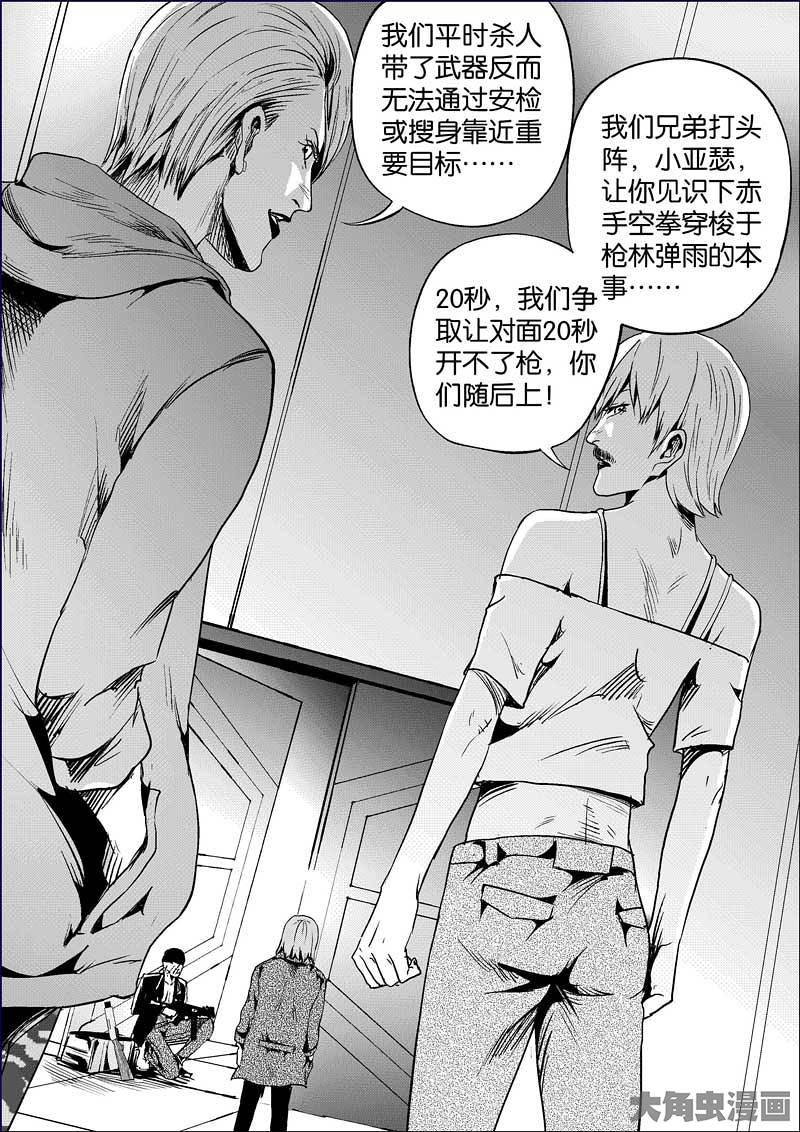 我们平时杀人
带了武器反而
无法通过安检
或搜身靠近重
要目标……
我们兄弟打头
阵，小亚瑟，
让你见识下赤
手空拳穿梭于
枪林弹雨的本
事……
20秒，我们争
取让对面20秒
开不了枪，你
们随后上！
大角虫漫画